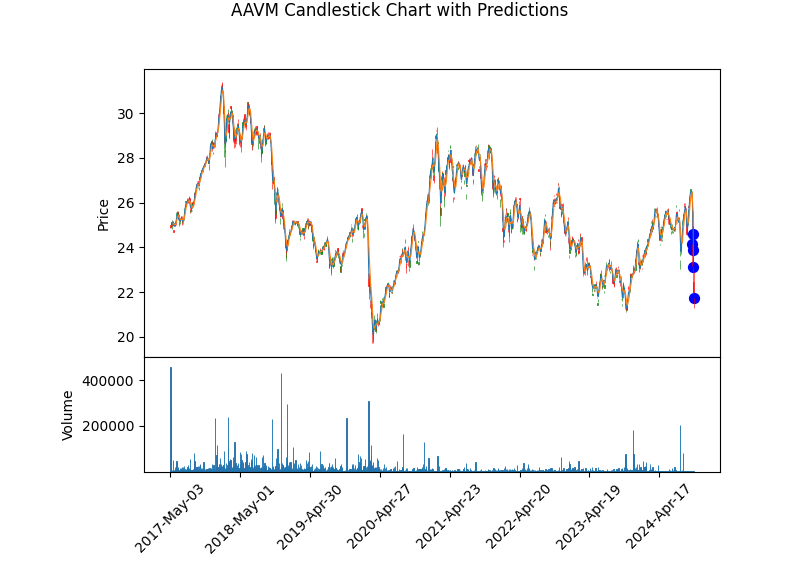 AAVM Candlestick Chart with Predictions
Price
30
28
26
24
22
20
Volume
400000
200000
2017-May-03
2018-May-01
2019-Apr-30
2020-Apr-27
2021-Apr-23
2022-Apr-20
2023-Apr-19
2024-Apr-17